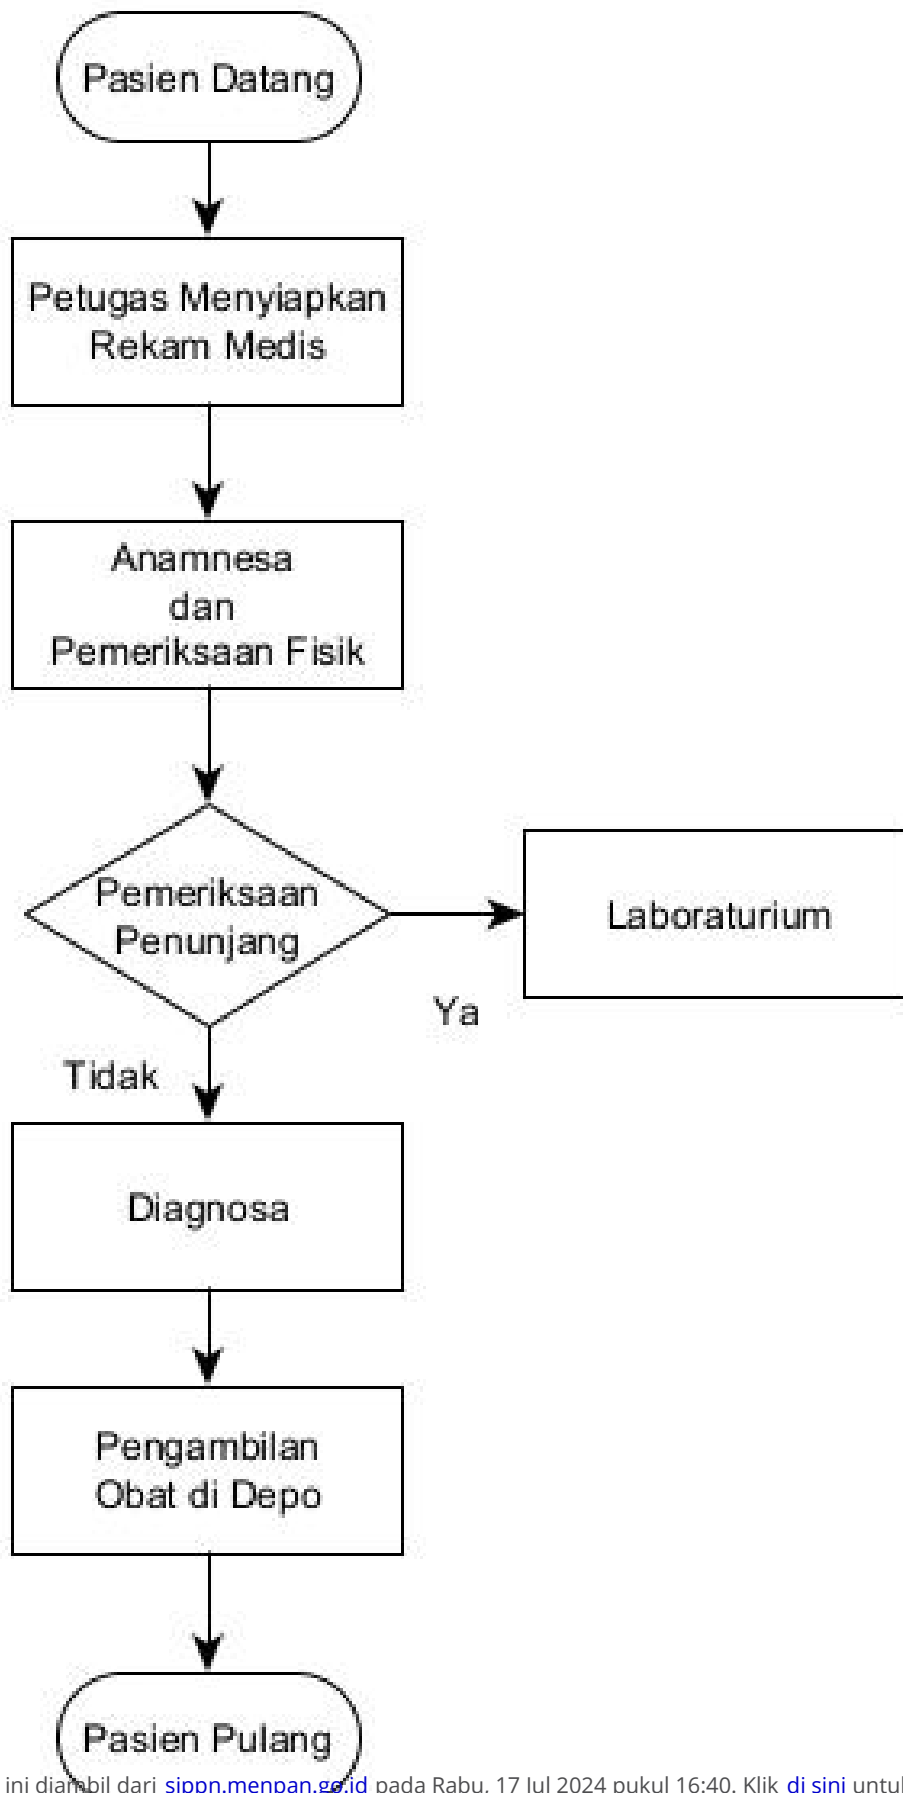 Pasien Datang
Petugas Menyiapkan
Rekam Medis
Anamnesa
dan
Pemeriksaan Fisik
Pemeriksaan
Penunjang
Laboraturium
Ya
Tidak
Diagnosa
Pengambilan
Obat di Depo
Pasien Pulang
ini diambil dari sippn.menpan.go.id pada Rabu, 17 Jul 2024 pukul 16:40. Klik di sini untuk